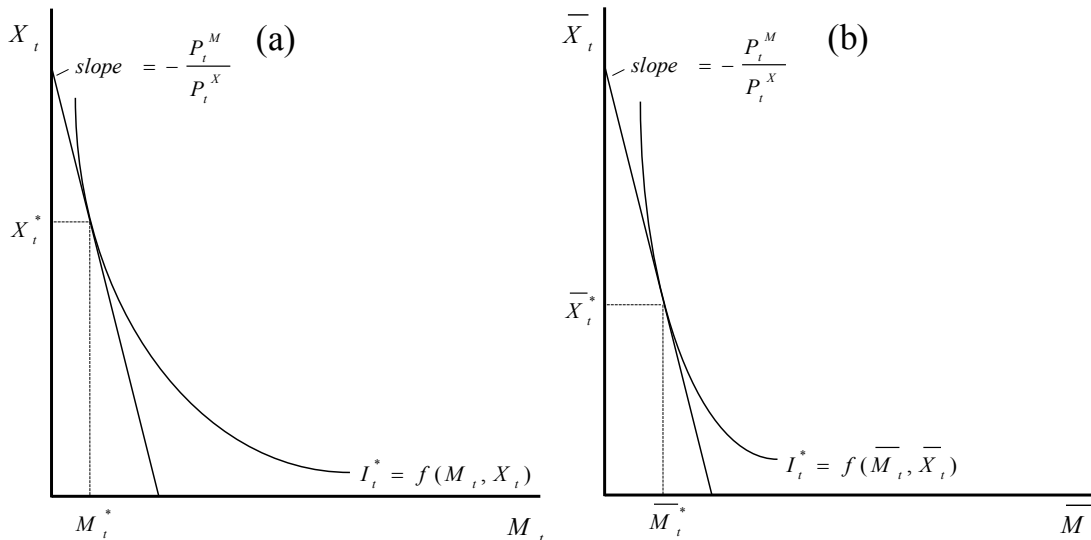 X_t
(a)
slope = − P_t^M / P_t^X
X_t^*
I_t^* = f(M_t, X_t)
M_t^*
M_t
X̅_t
(b)
slope = − P_t^M / P_t^X
X̅_t^*
I_t^* = f(M̅_t, X̅_t)
M̅_t^*
M̅